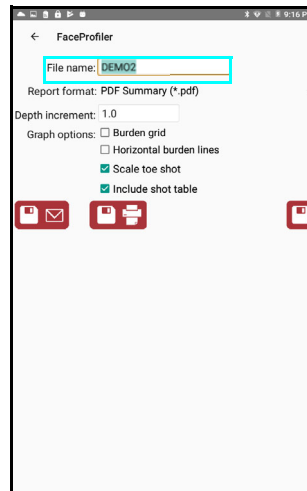 9:16 P
FaceProfiler
File name: DEMO2
Report format: PDF Summary (*.pdf)
Depth increment: 1.0
Graph options: Burden grid
Horizontal burden lines
Scale toe shot
Include shot table